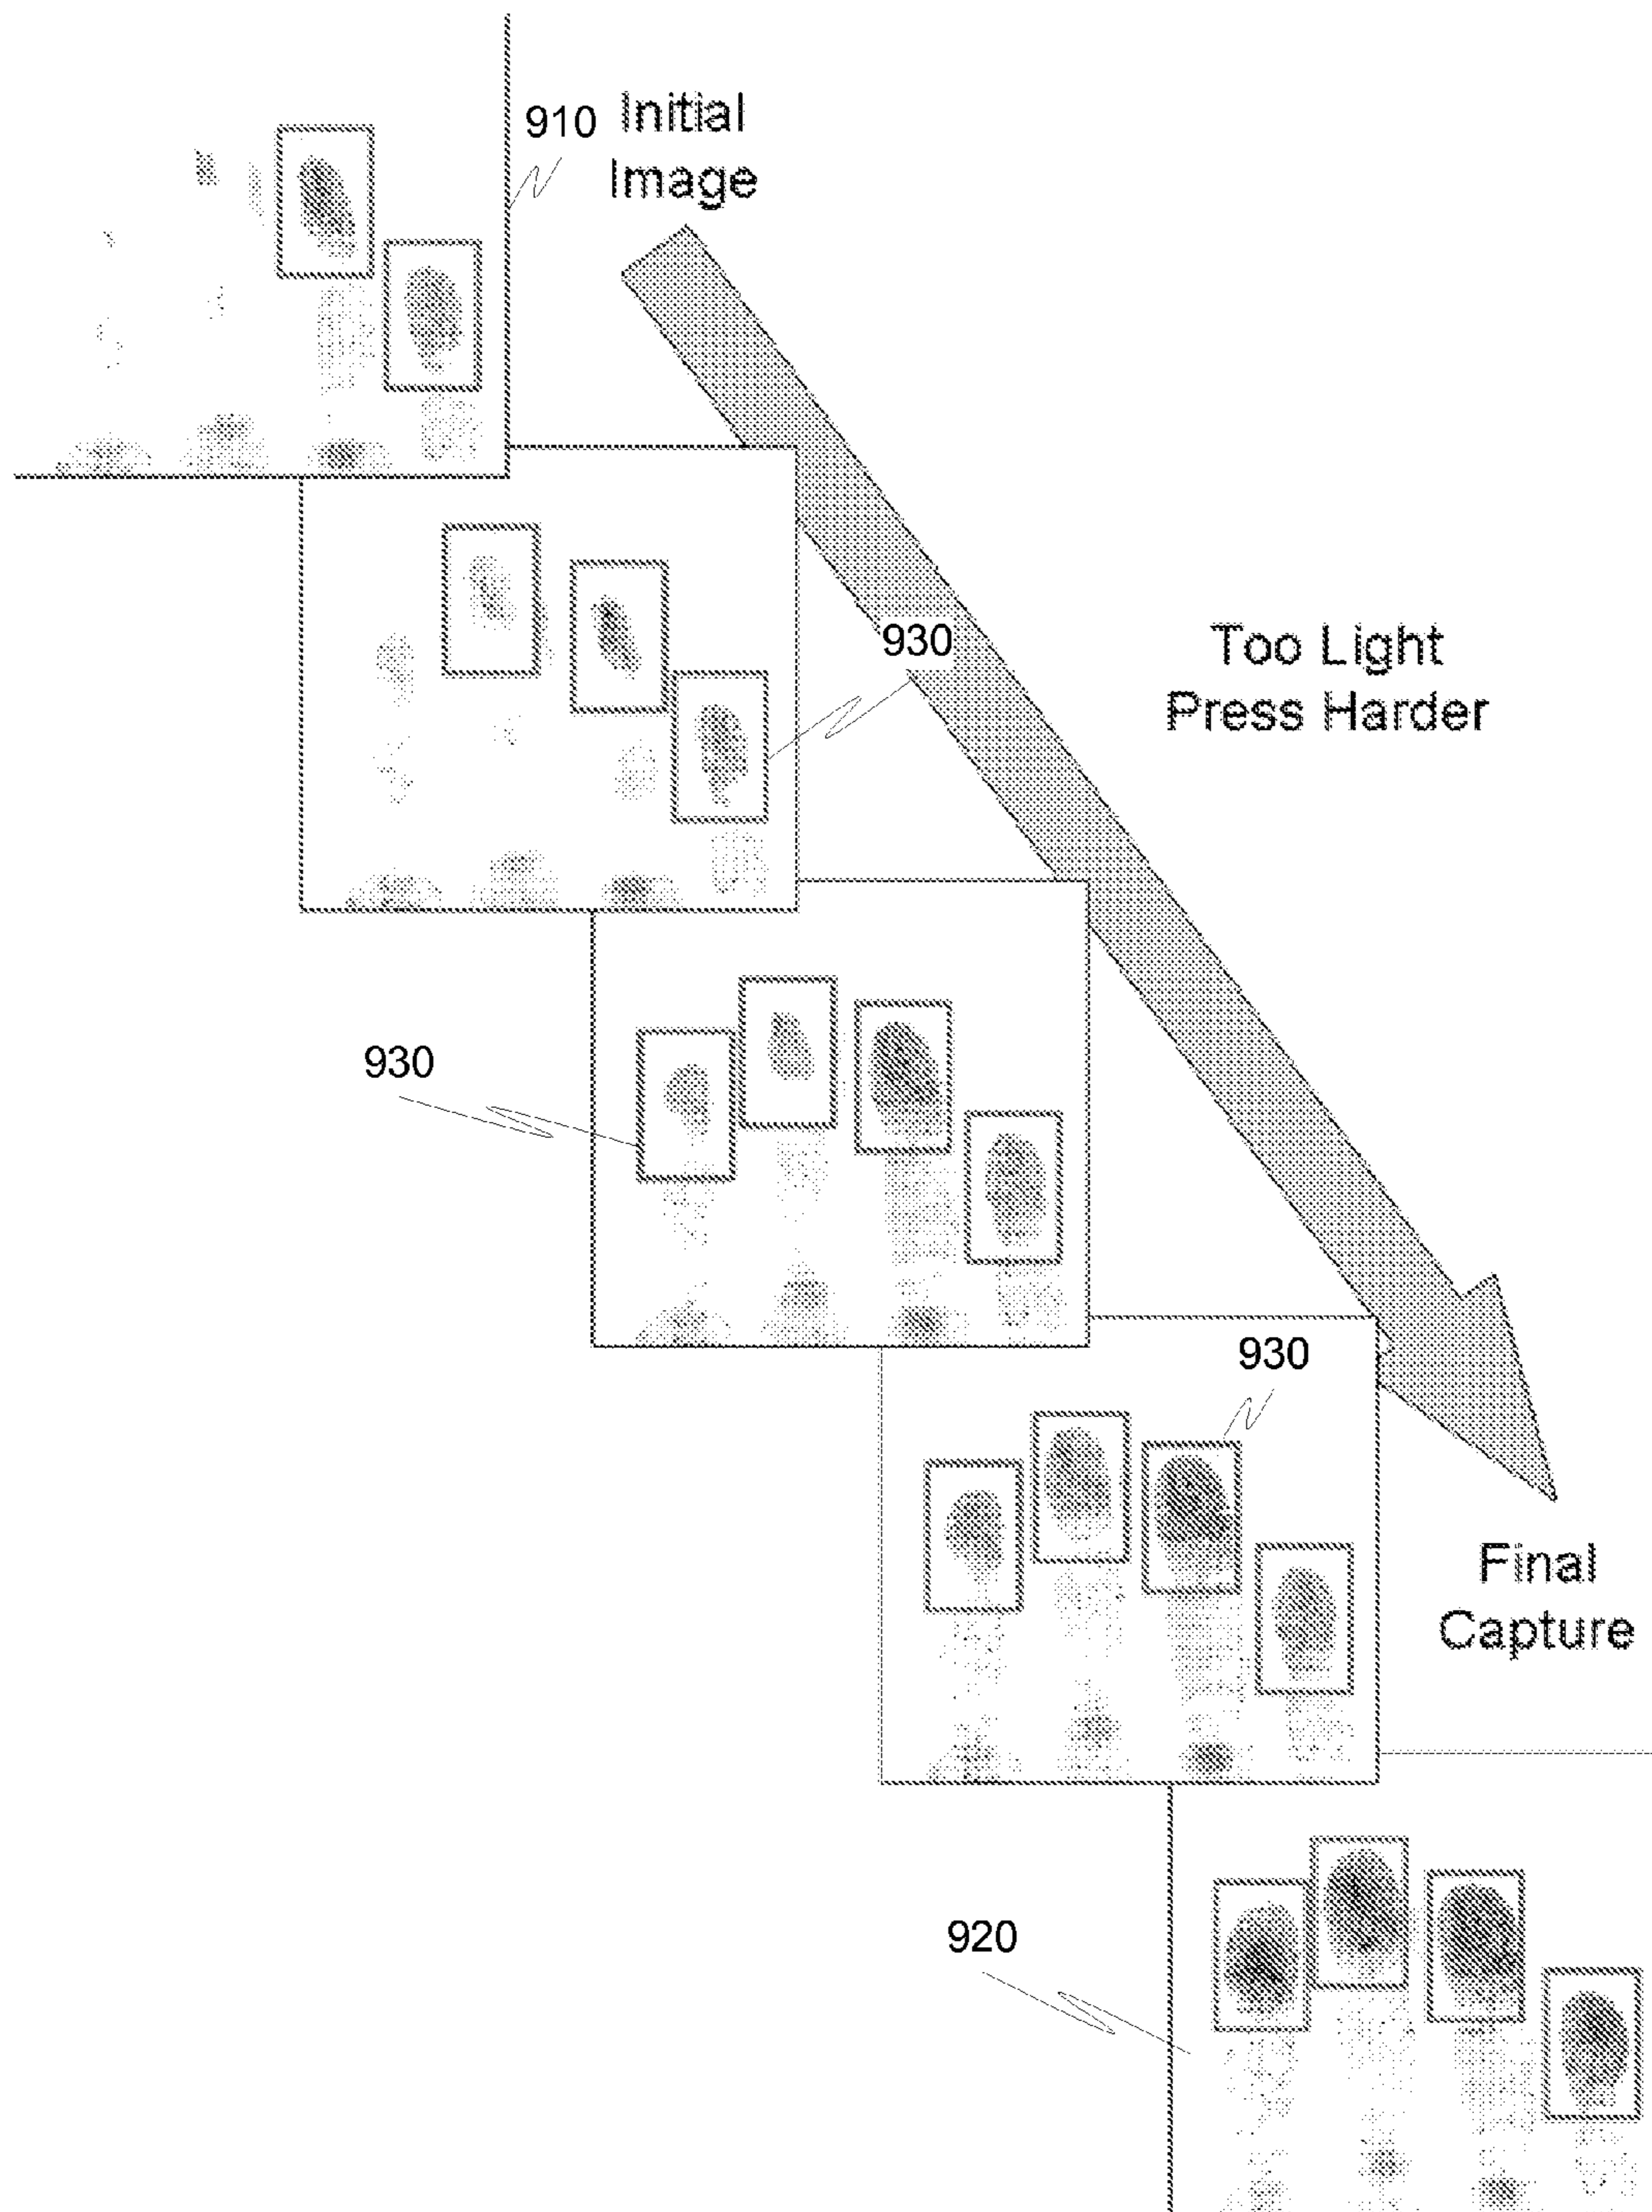 910
Initial
Image
930
Too Light
Press Harder
930
930
Final
Capture
920